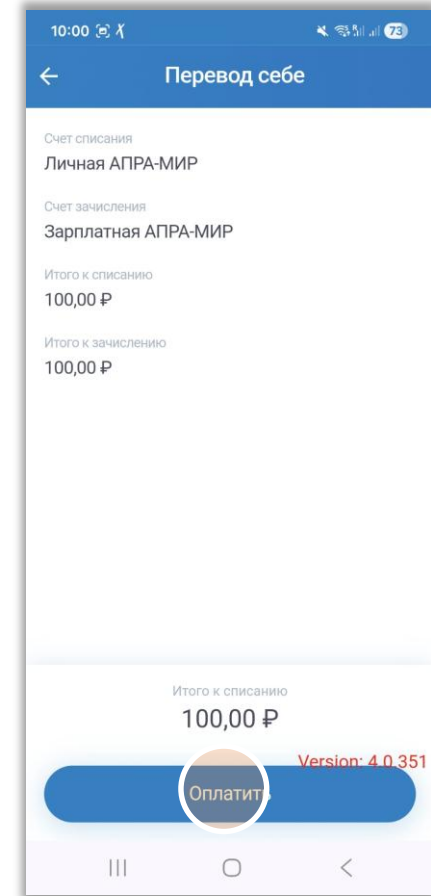 10:00
73
Перевод себе
Счет списания
Личная АПРА-МИР
Счет зачисления
Зарплатная АПРА-МИР
Итого к списанию
100,00 ₽
Итого к зачислению
100,00 ₽
Итого к списанию
100,00 ₽
Version: 4.0.351
Оплатить